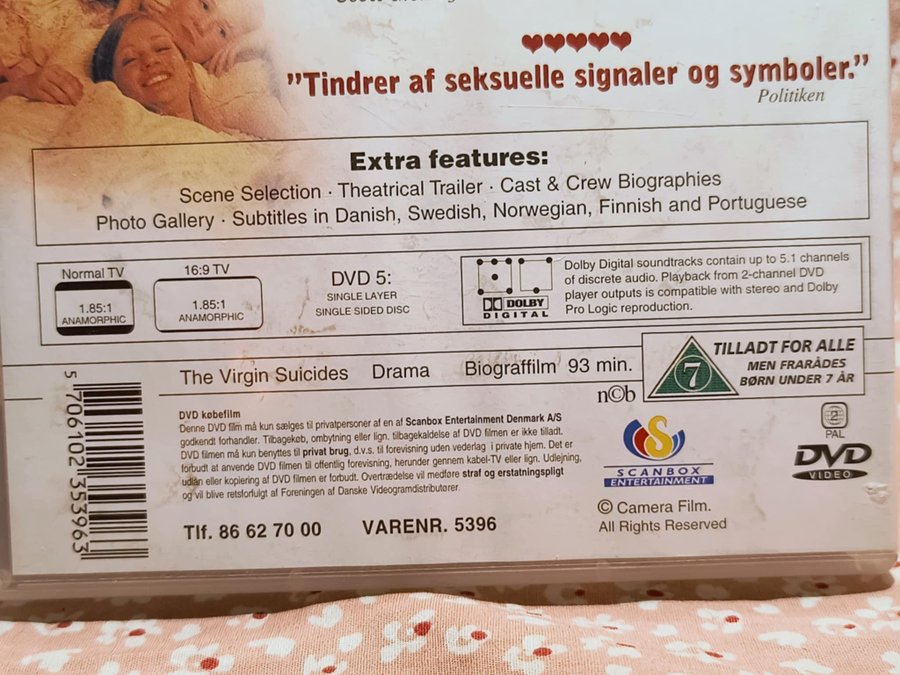 "Tindrer af seksuelle signaler og symboler."
Politiken
Extra features:
Scene Selection · Theatrical Trailer · Cast & Crew Biographies
Photo Gallery · Subtitles in Danish, Swedish, Norwegian, Finnish and Portuguese
Normal TV
1.85:1
ANAMORPHIC
16:9 TV
1.85:1
ANAMORPHIC
DVD 5:
SINGLE LAYER
SINGLE SIDED DISC
DOLBY
DIGITAL
Dolby Digital soundtracks contain up to 5.1 channels
of discrete audio. Playback from 2-channel DVD
player outputs is compatible with stereo and Dolby
Pro Logic reproduction.
The Virgin Suicides Drama Biograffilm 93 min.
n©b
7
TILLADT FOR ALLE
MEN FRARÅDES
BØRN UNDER 7 ÅR
5 706102 353963
DVD købefilm
Denne DVD film må kun sælges til privatpersoner af en af Scanbox Entertainment Denmark A/S
godkendt forhandler. Tilbagekøb, ombytning eller lign. tilbagekaldelse af DVD filmen er ikke tilladt.
DVD filmen må kun benyttes til privat brug, d.v.s. til forevisning uden vederlag i privat hjem. Det er
forbudt at anvende DVD filmen til offentlig forevisning, herunder gennem kabel-TV eller lign. Udlejning,
udlån eller kopiering af DVD filmen er forbudt. Overtrædelse vil medføre straf og erstatningspligt
og vil blive retsforfulgt af Foreningen af Danske Videogramdistributører.
Tlf. 86 62 70 00 VARENR. 5396
S
SCANBOX
ENTERTAINMENT
© Camera Film.
All Rights Reserved
2
PAL
DVD
VIDEO